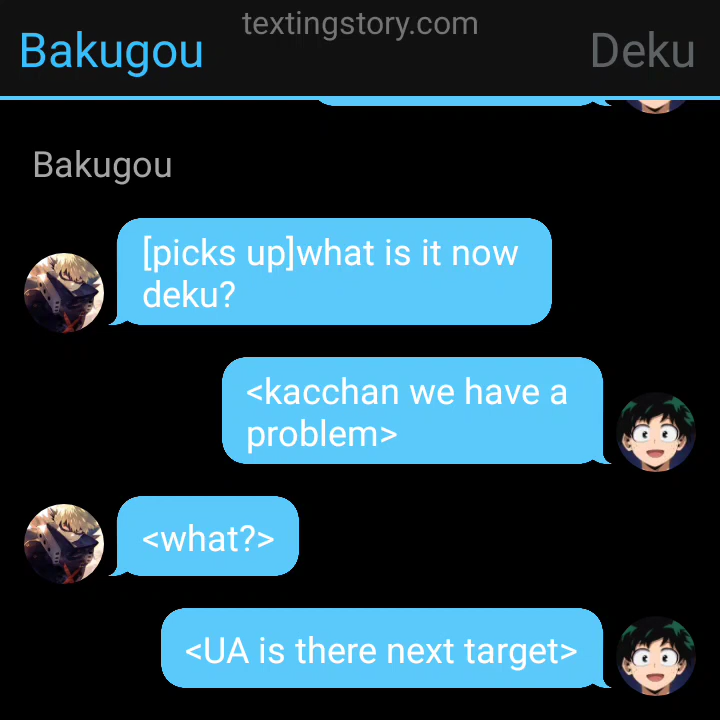 textingstory.com
Bakugou
Deku
Bakugou
[picks up]what is it now
deku?
<kacchan we have a
problem>
<what?>
<UA is there next target>